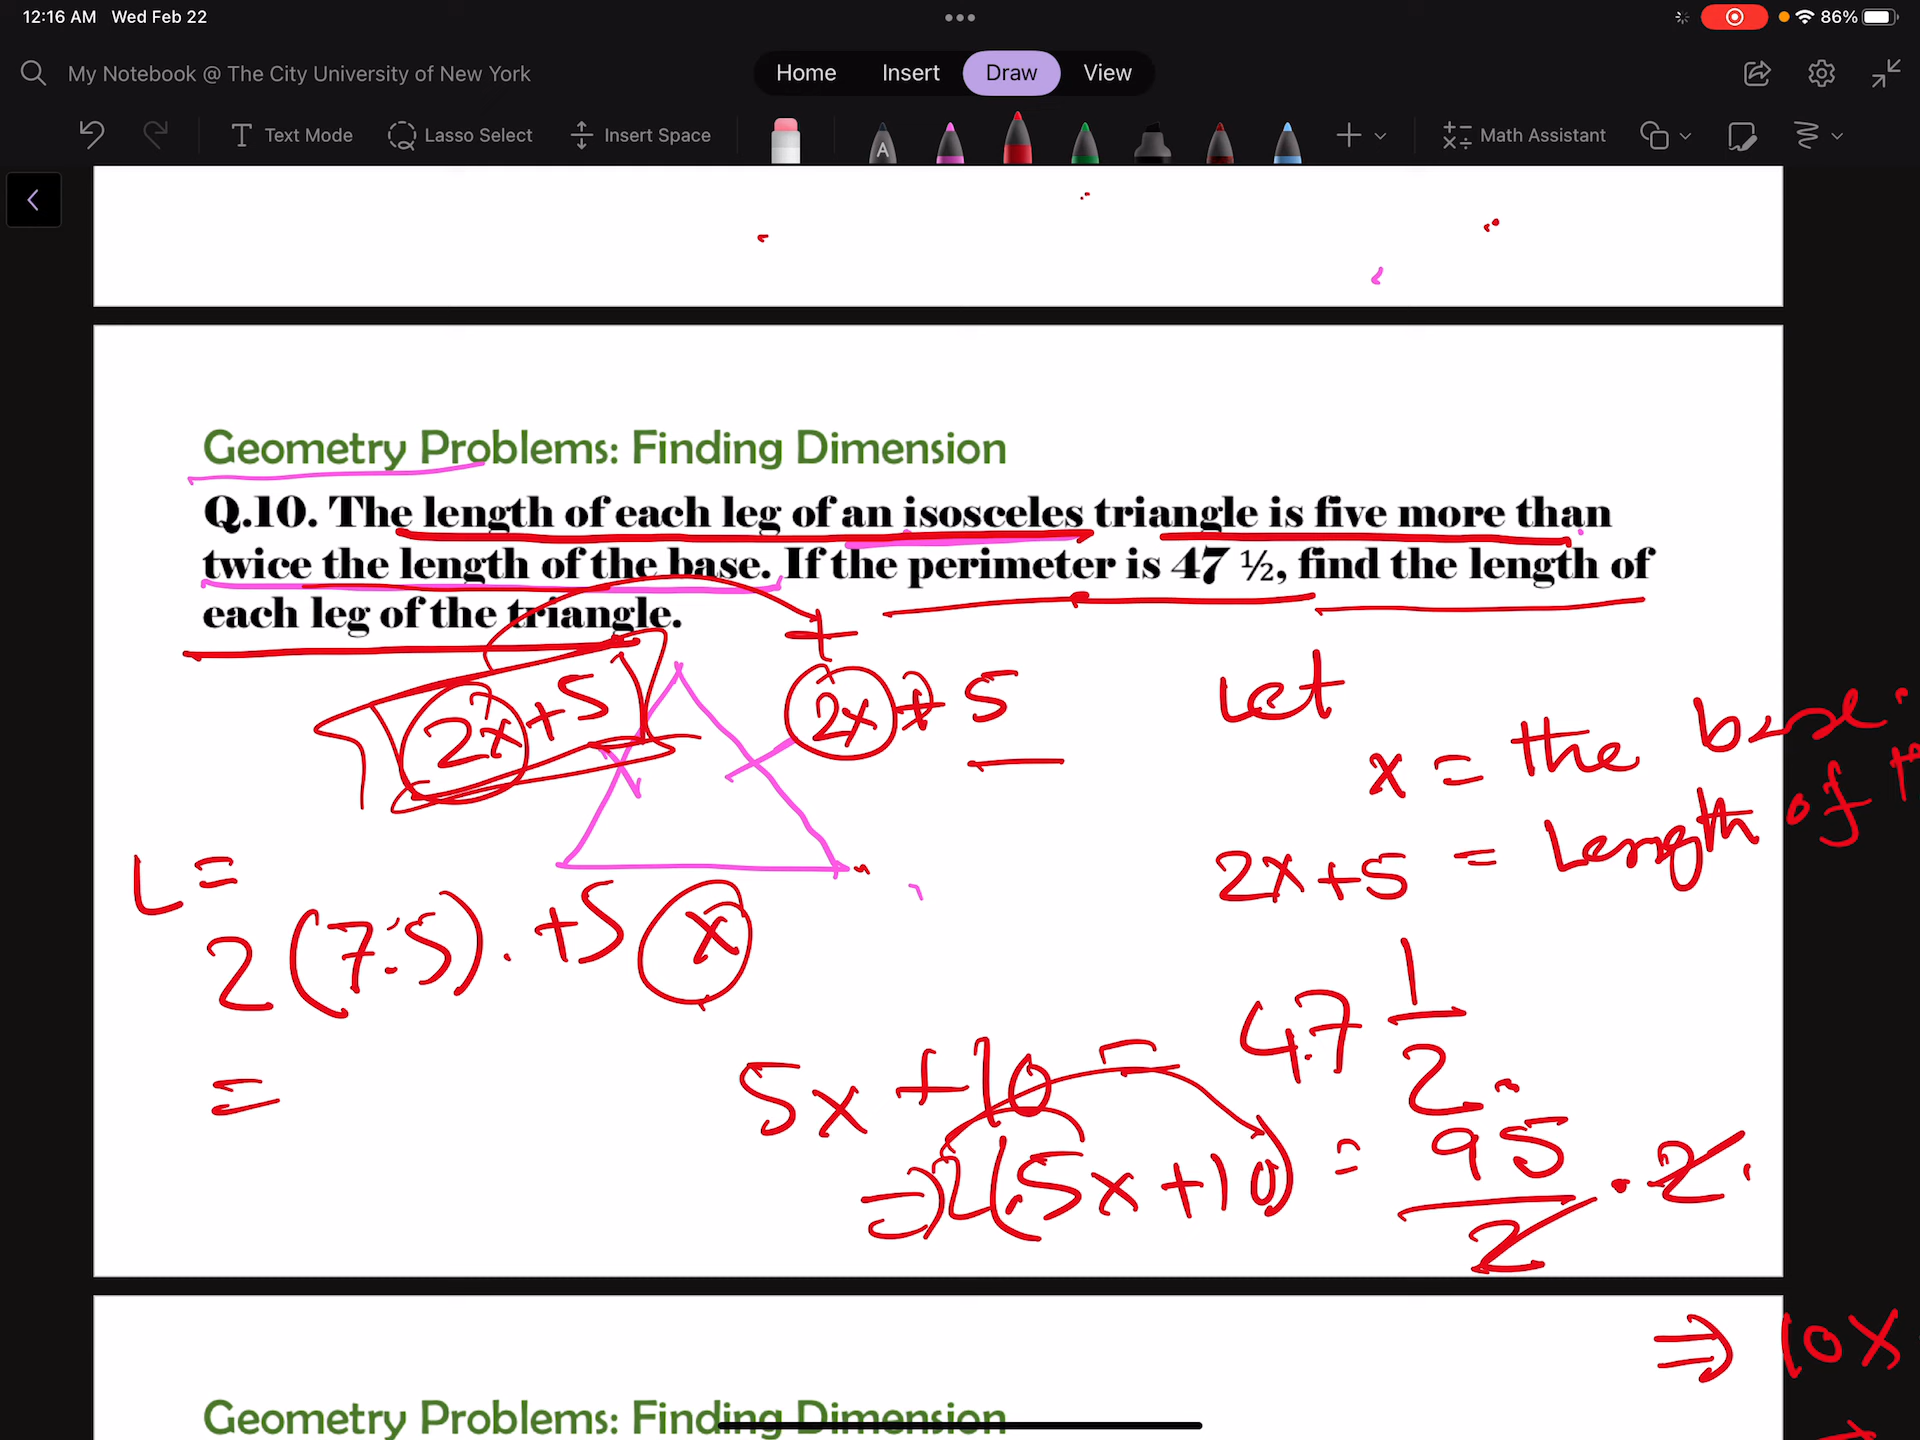 12:16 AM Wed Feb 22
86%
My Notebook @ The City University of New York
Home Insert Draw View
Text Mode Lasso Select Insert Space A Math Assistant
Geometry Problems: Finding Dimension
Q.10. The length of each leg of an isosceles triangle is five more than
twice the length of the base. If the perimeter is 47 ½, find the length of
each leg of the triangle.
+
2x+5
2x + 5
Let
x = the base.
2x+5 = Length of
L =
2(7.5).+5
x
=
5x +10 = 47 1/2
=> 2(5x+10) = 95/2 . 2
=> 10x
Geometry Problems: Finding Dimension